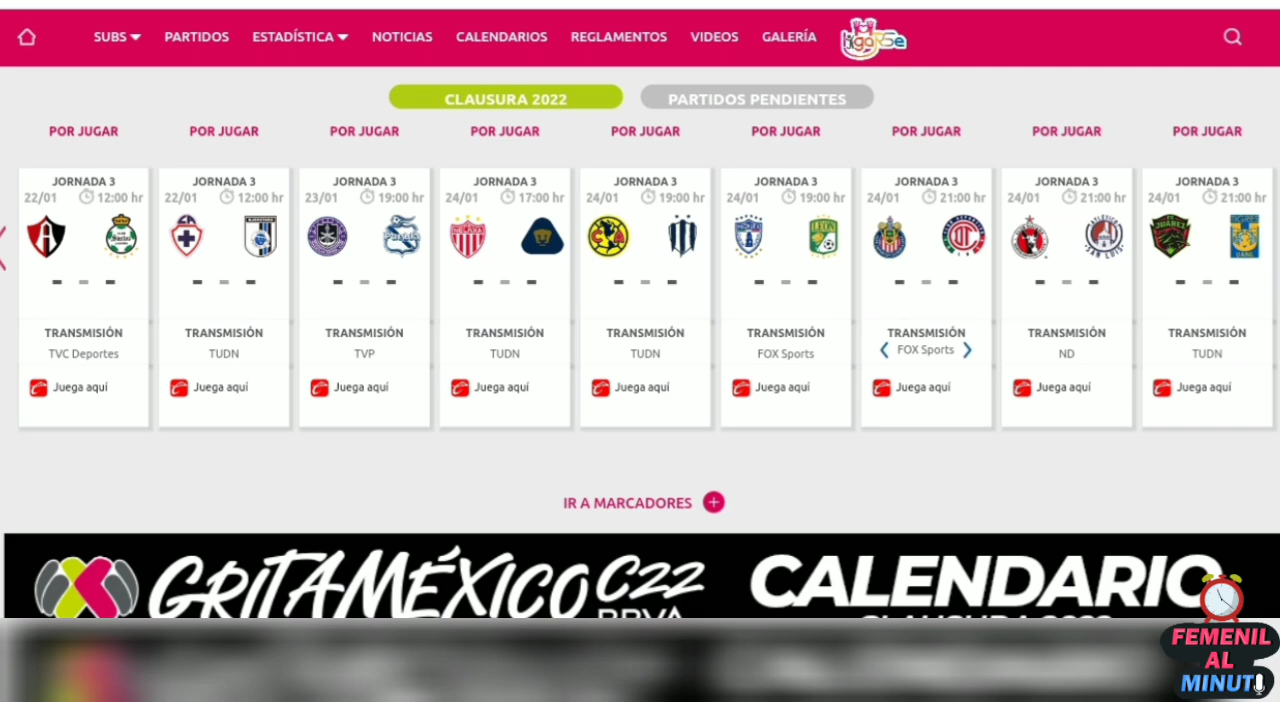 SUBS PARTIDOS ESTADÍSTICA NOTICIAS CALENDARIOS REGLAMENTOS VIDEOS GALERÍA
CLAUSURA 2022 PARTIDOS PENDIENTES
POR JUGAR POR JUGAR POR JUGAR POR JUGAR POR JUGAR POR JUGAR POR JUGAR POR JUGAR POR JUGAR
JORNADA 3 JORNADA 3 JORNADA 3 JORNADA 3 JORNADA 3 JORNADA 3 JORNADA 3 JORNADA 3 JORNADA 3
22/01 12:00 hr 22/01 12:00 hr 23/01 19:00 hr 24/01 17:00 hr 24/01 19:00 hr 24/01 19:00 hr 24/01 21:00 hr 24/01 21:00 hr 24/01 21:00 hr
- - - - - - - - - - - - - - - - - - - - - - - - - - -
TRANSMISIÓN TRANSMISIÓN TRANSMISIÓN TRANSMISIÓN TRANSMISIÓN TRANSMISIÓN TRANSMISIÓN TRANSMISIÓN TRANSMISIÓN
TVC Deportes TUDN TVP TUDN TUDN FOX Sports FOX Sports ND TUDN
Juega aquí Juega aquí Juega aquí Juega aquí Juega aquí Juega aquí Juega aquí Juega aquí Juega aquí
IR A MARCADORES +
GRITA MÉXICO C22 CALENDARIO
BBVA CLAUSURA 2022
FEMENIL
AL
MINUT